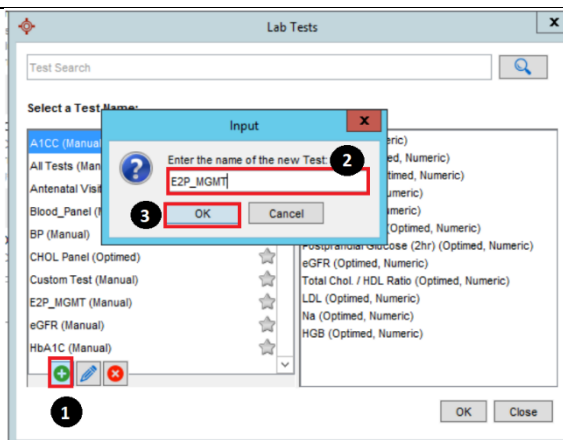 Lab Tests
x
Test Search
Select a Test Name:
Input
x
A1CC (Manual
All Tests (Man
Antenatal Visi
Blood_Panel (
BP (Manual)
CHOL Panel (Optimed)
Custom Test (Manual)
E2P_MGMT (Manual)
eGFR (Manual)
HbA1C (Manual)
Enter the name of the new Test:
2
E2P_MGMT
3
OK
Cancel
eric)
ed, Numeric)
timed, Numeric)
umeric)
umeric)
(Optimed, Numeric)
Postprandial Glucose (2hr) (Optimed, Numeric)
eGFR (Optimed, Numeric)
Total Chol. / HDL Ratio (Optimed, Numeric)
LDL (Optimed, Numeric)
Na (Optimed, Numeric)
HGB (Optimed, Numeric)
1
OK
Close